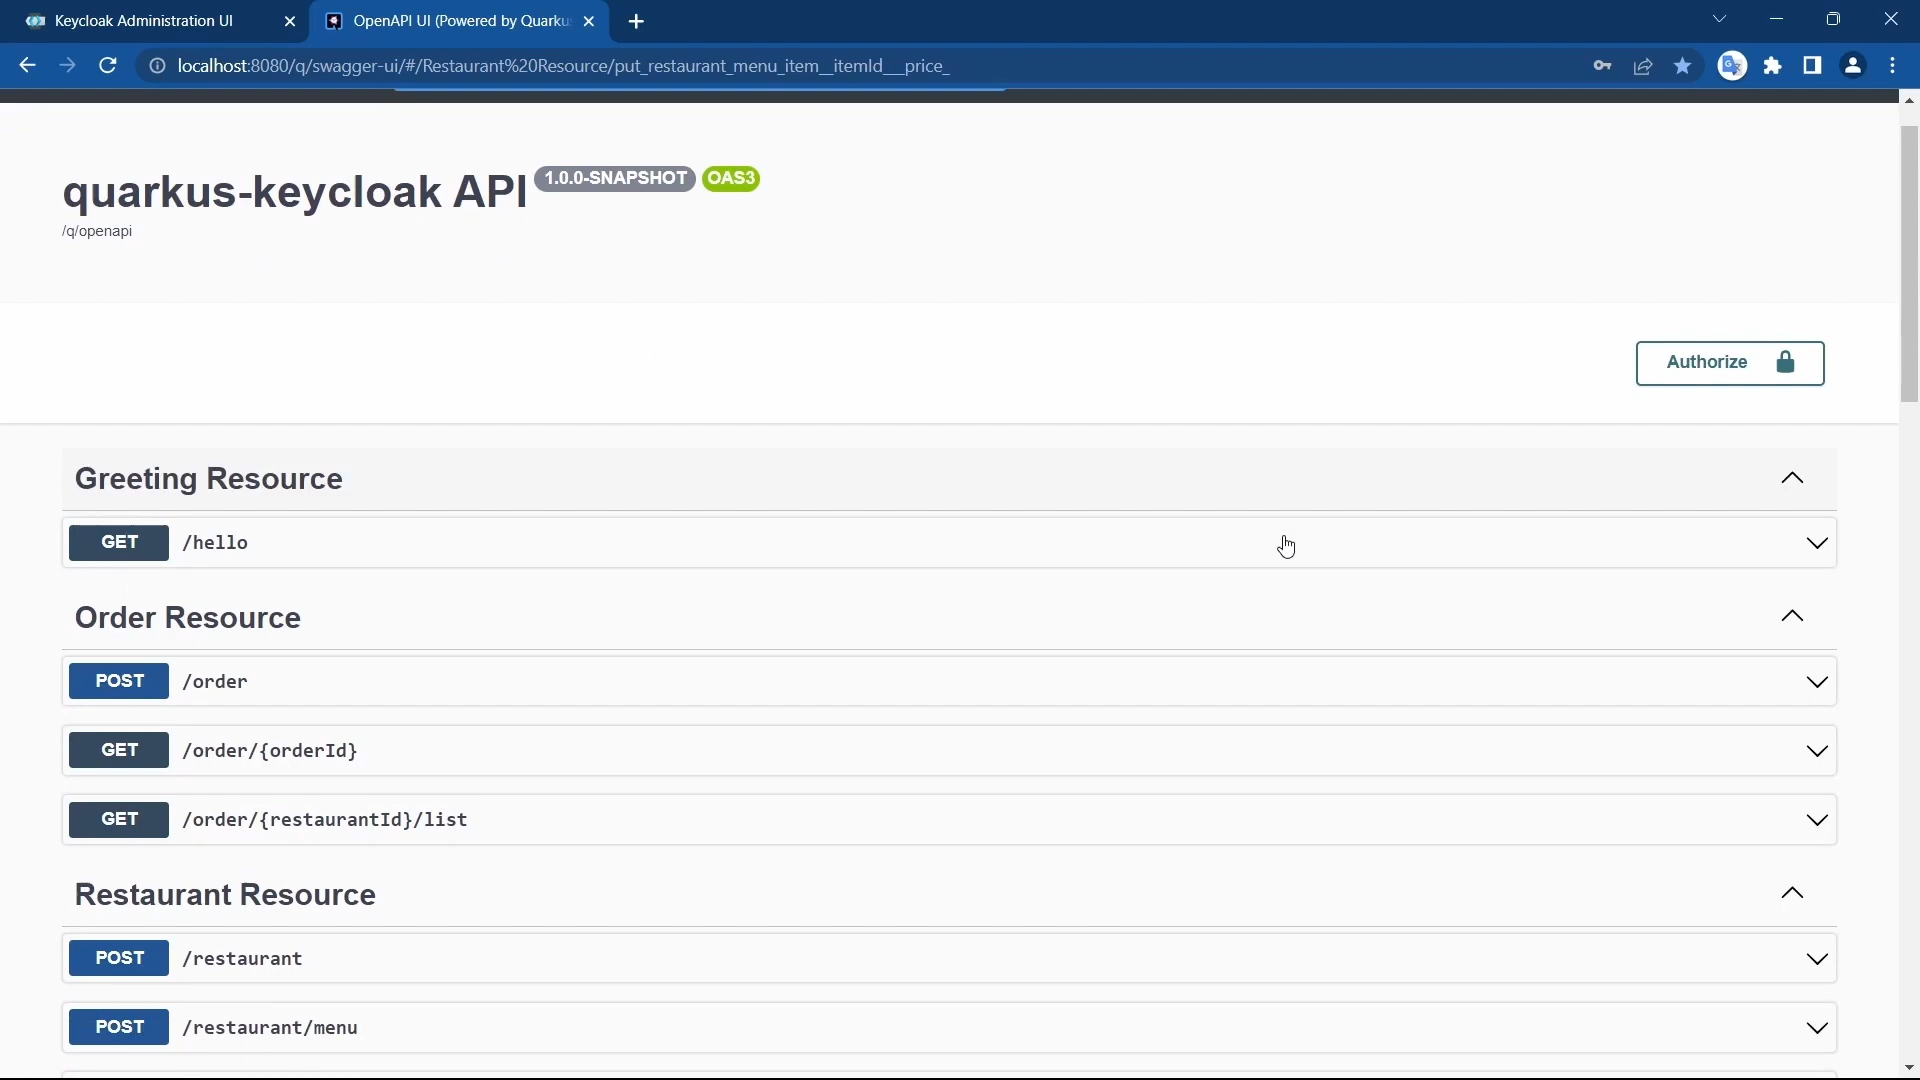 Keycloak Administration UI
OpenAPI UI (Powered by Quarku
localhost:8080/q/swagger-ui/#/Restaurant%20Resource/put_restaurant_menu_item__itemId__price_
quarkus-keycloak API 1.0.0-SNAPSHOT OAS3
/q/openapi
Authorize
Greeting Resource
GET /hello
Order Resource
POST /order
GET /order/{orderId}
GET /order/{restaurantId}/list
Restaurant Resource
POST /restaurant
POST /restaurant/menu